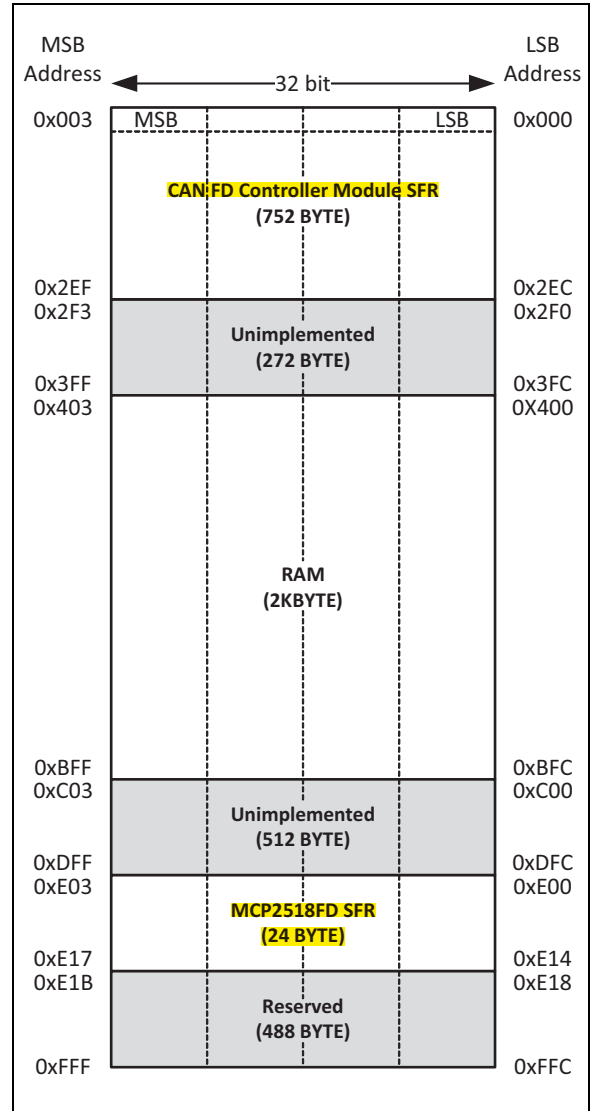 MSB
Address
LSB
Address
32 bit
0x003
MSB
LSB
0x000
CAN FD Controller Module SFR
(752 BYTE)
0x2EF
0x2EC
0x2F3
0x2F0
Unimplemented
(272 BYTE)
0x3FF
0x3FC
0x403
0X400
RAM
(2KBYTE)
0xBFF
0xBFC
0xC03
0xC00
Unimplemented
(512 BYTE)
0xDFF
0xDFC
0xE03
0xE00
MCP2518FD SFR
(24 BYTE)
0xE17
0xE14
0xE1B
0xE18
Reserved
(488 BYTE)
0xFFF
0xFFC